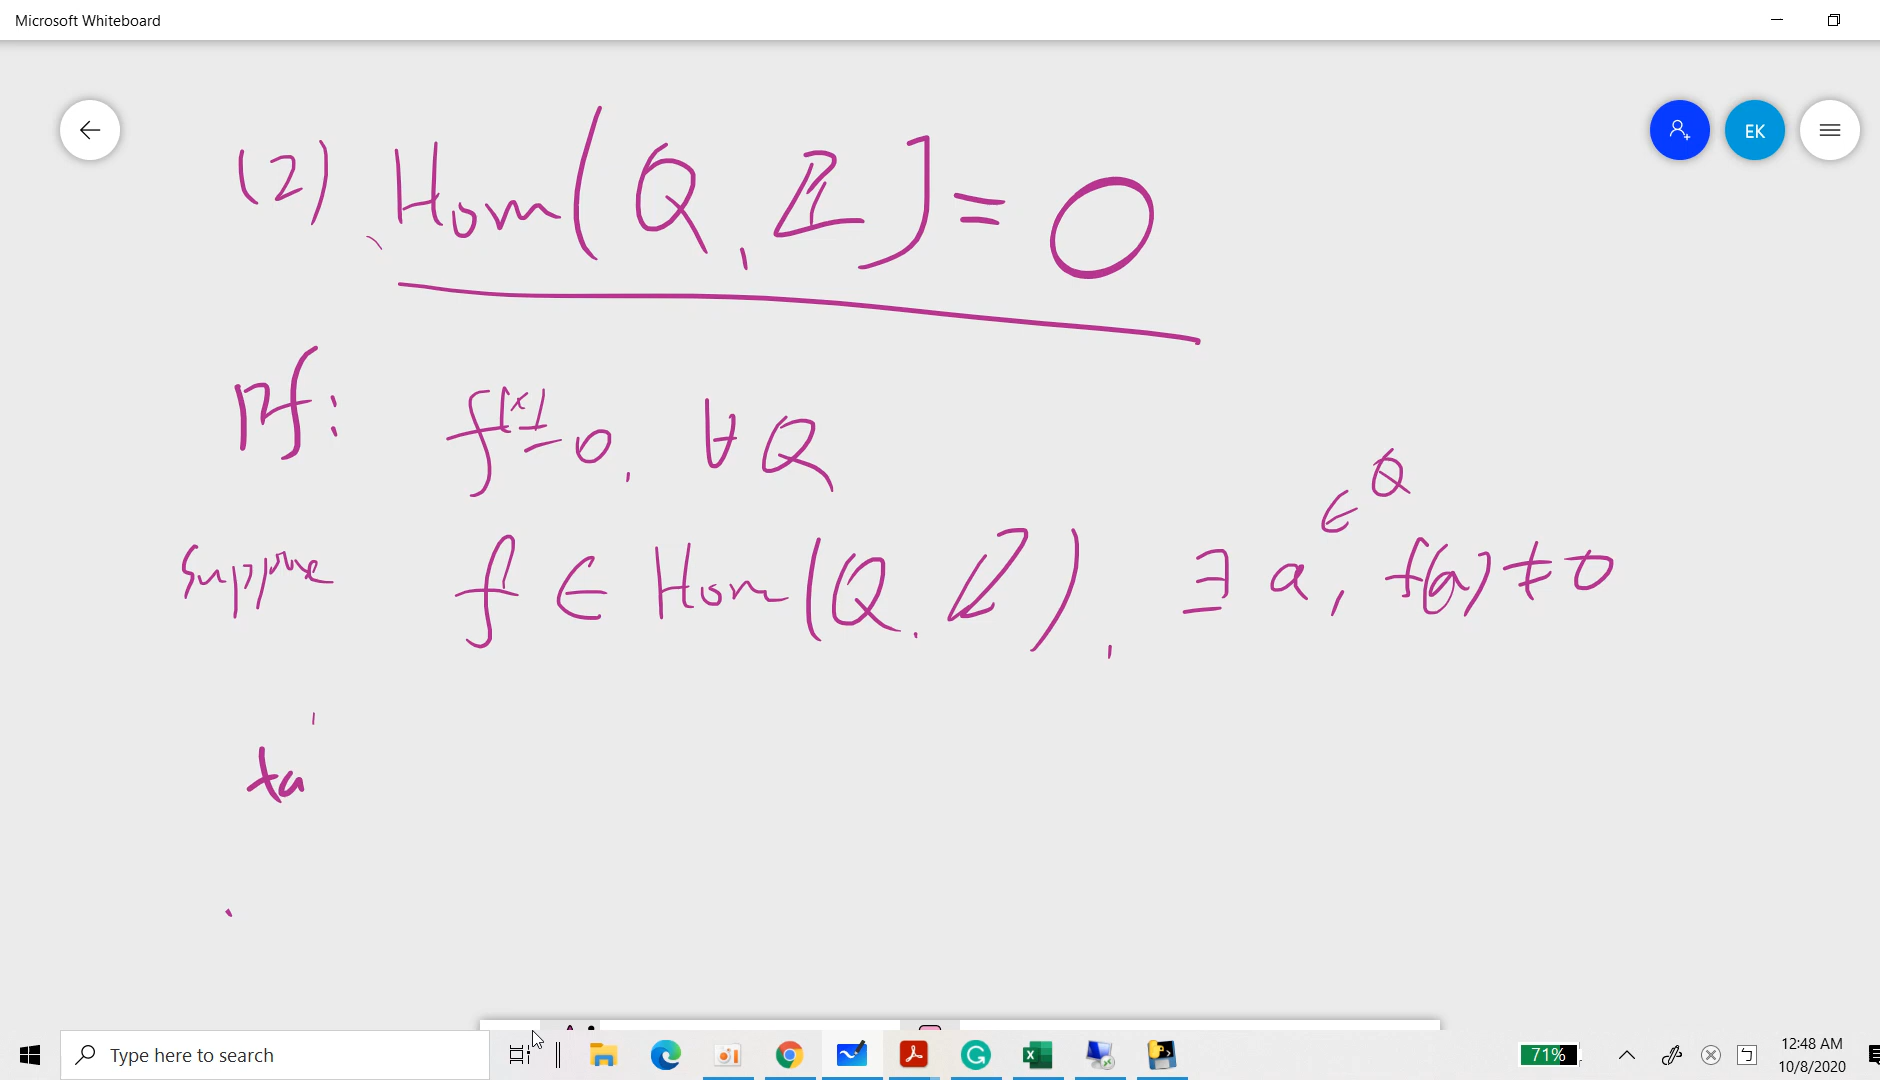 Microsoft Whiteboard
EK
(2) Hom(Q, ℤ) = 0
Pf: f(x) = 0, ∀ Q
∈ Q
Suppose f ∈ Hom(Q, ℤ), ∃ a, f(a) ≠ 0
ta
Type here to search
71%
12:48 AM
10/8/2020